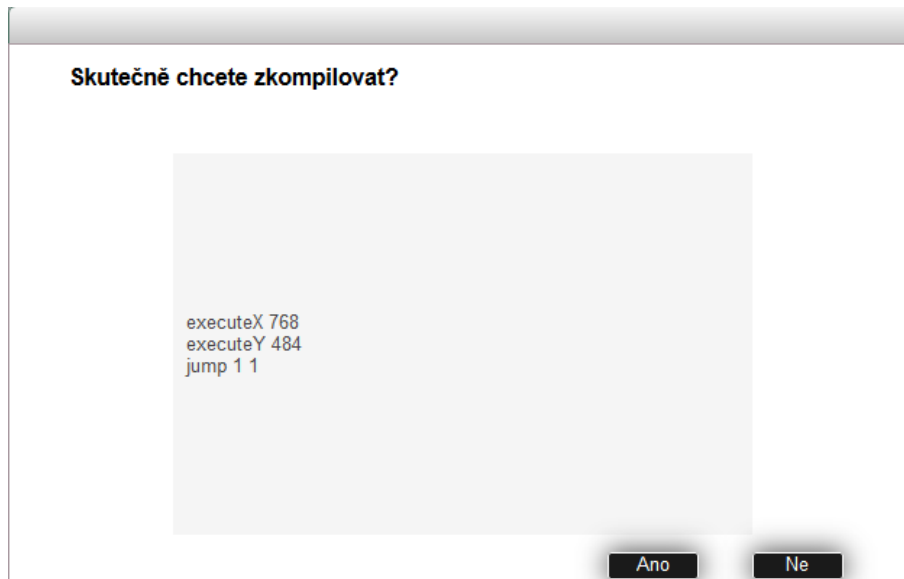 Skutečně chcete zkompilovat?
executeX 768
executeY 484
jump 1 1
Ano
Ne